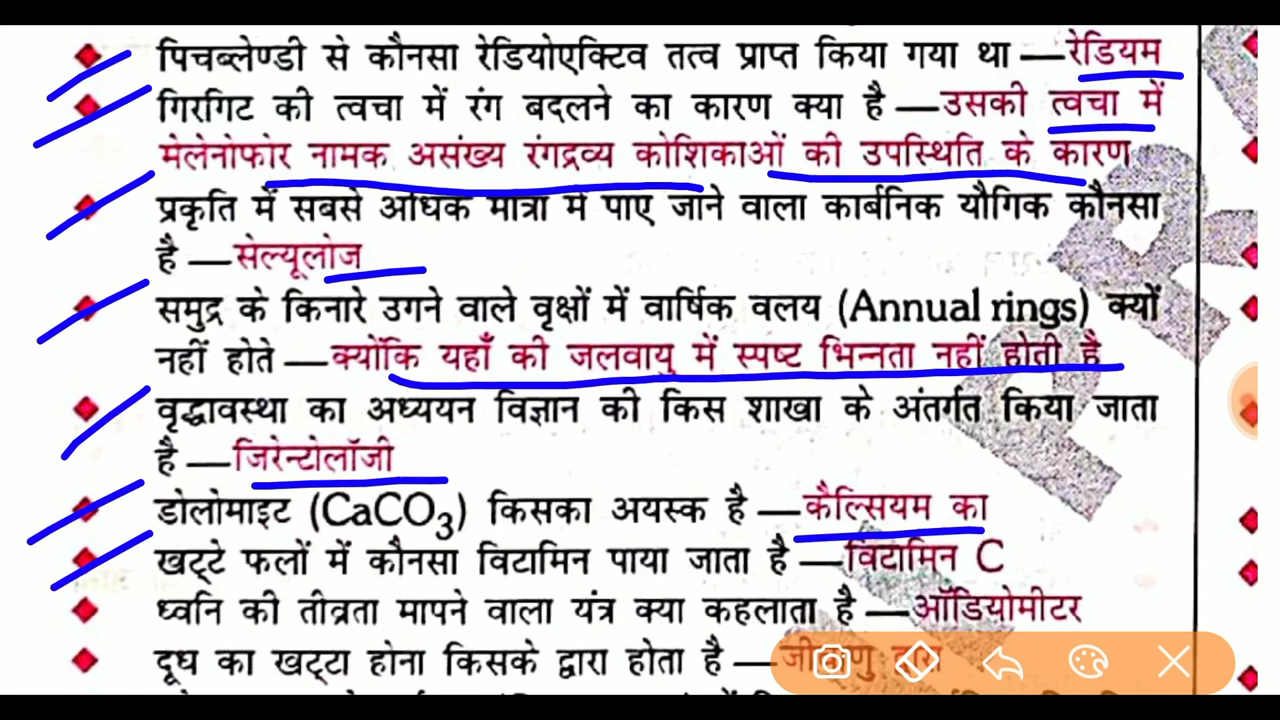 पिचब्लेण्डी से कौनसा रेडियोएक्टिव तत्व प्राप्त किया गया था —रेडियम
गिरगिट की त्वचा में रंग बदलने का कारण क्या है —उसकी त्वचा में
मेलेनोफोर नामक असंख्य रंगद्रव्य कोशिकाओं की उपस्थिति के कारण
प्रकृति में सबसे अधिक मात्रा में पाए जाने वाला कार्बनिक यौगिक कौनसा
है —सेल्यूलोज
समुद्र के किनारे उगने वाले वृक्षों में वार्षिक वलय (Annual rings) क्यों
नहीं होते —क्योंकि यहाँ की जलवायु में स्पष्ट भिन्नता नहीं होती है
वृद्धावस्था का अध्ययन विज्ञान की किस शाखा के अंतर्गत किया जाता
है —जिरेन्टोलॉजी
डोलोमाइट (CaCO₃) किसका अयस्क है —कैल्सियम का
खट्टे फलों में कौनसा विटामिन पाया जाता है —विटामिन C
ध्वनि की तीव्रता मापने वाला यंत्र क्या कहलाता है —ऑडियोमीटर
दूध का खट्टा होना किसके द्वारा होता है —